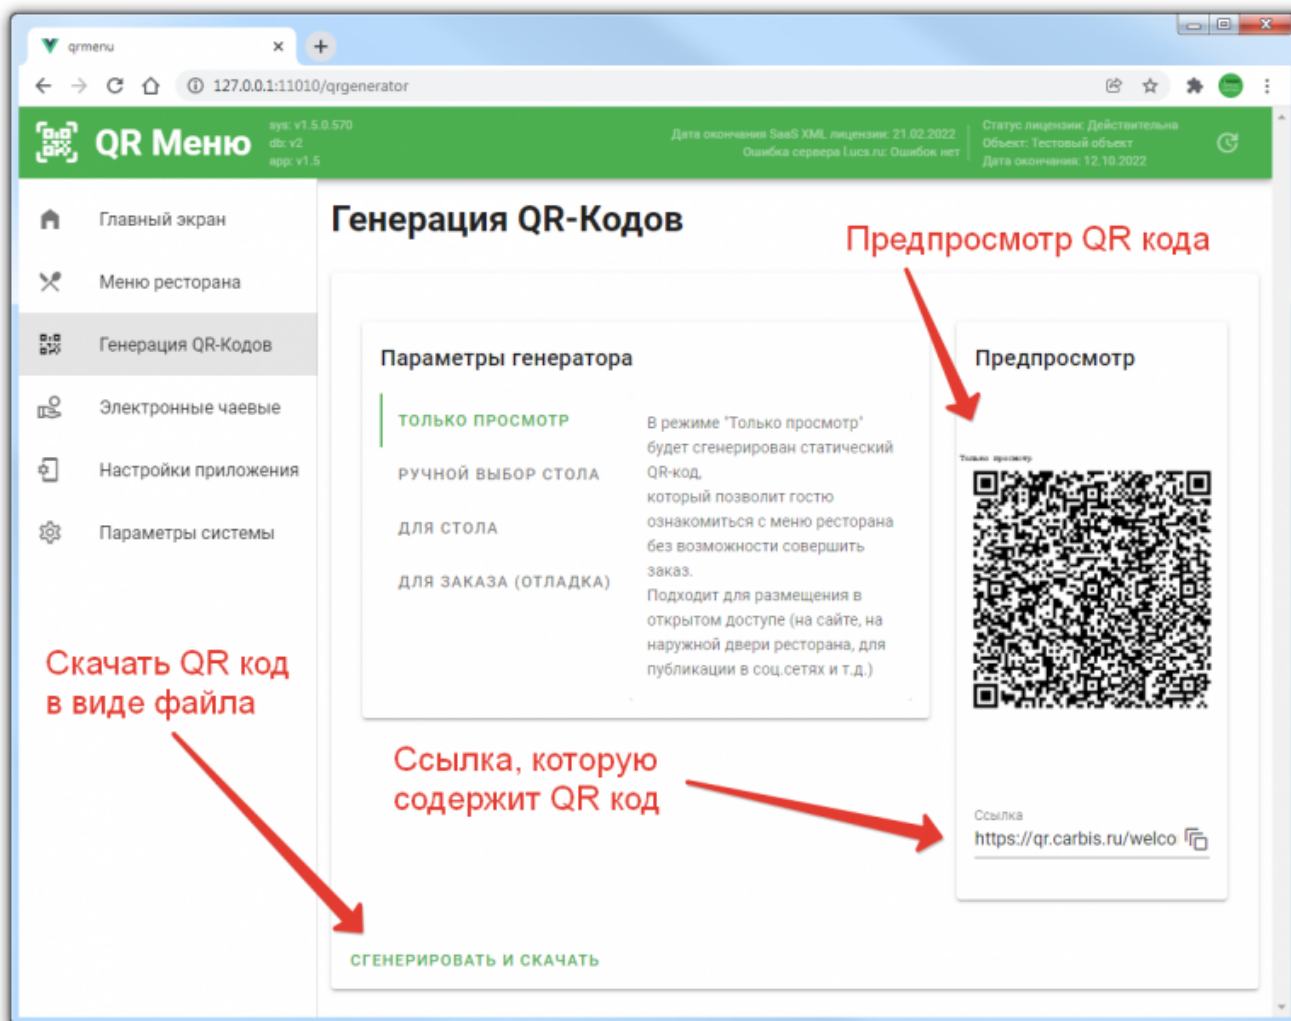 qrmenu
127.0.0.1:11010/qrgenerator
QR Меню
sys: v1.5.0.570
db: v2
app: v1.5
Дата окончания SaaS XML лицензии: 21.02.2022
Ошибка сервера l.ucs.ru: Ошибок нет
Статус лицензии: Действительна
Объект: Тестовый объект
Дата окончания: 12.10.2022
Главный экран
Меню ресторана
Генерация QR-Кодов
Электронные чаевые
Настройки приложения
Параметры системы
Генерация QR-Кодов
Предпросмотр QR кода
Параметры генератора
ТОЛЬКО ПРОСМОТР
РУЧНОЙ ВЫБОР СТОЛА
ДЛЯ СТОЛА
ДЛЯ ЗАКАЗА (ОТЛАДКА)
В режиме "Только просмотр"
будет сгенерирован статический
QR-код,
который позволит гостю
ознакомиться с меню ресторана
без возможности совершить
заказ.
Подходит для размещения в
открытом доступе (на сайте, на
наружной двери ресторана, для
публикации в соц.сетях и т.д.)
Предпросмотр
Только просмотр
Скачать QR код
в виде файла
Ссылка, которую
содержит QR код
Ссылка
https://qr.carbis.ru/welco
СГЕНЕРИРОВАТЬ И СКАЧАТЬ